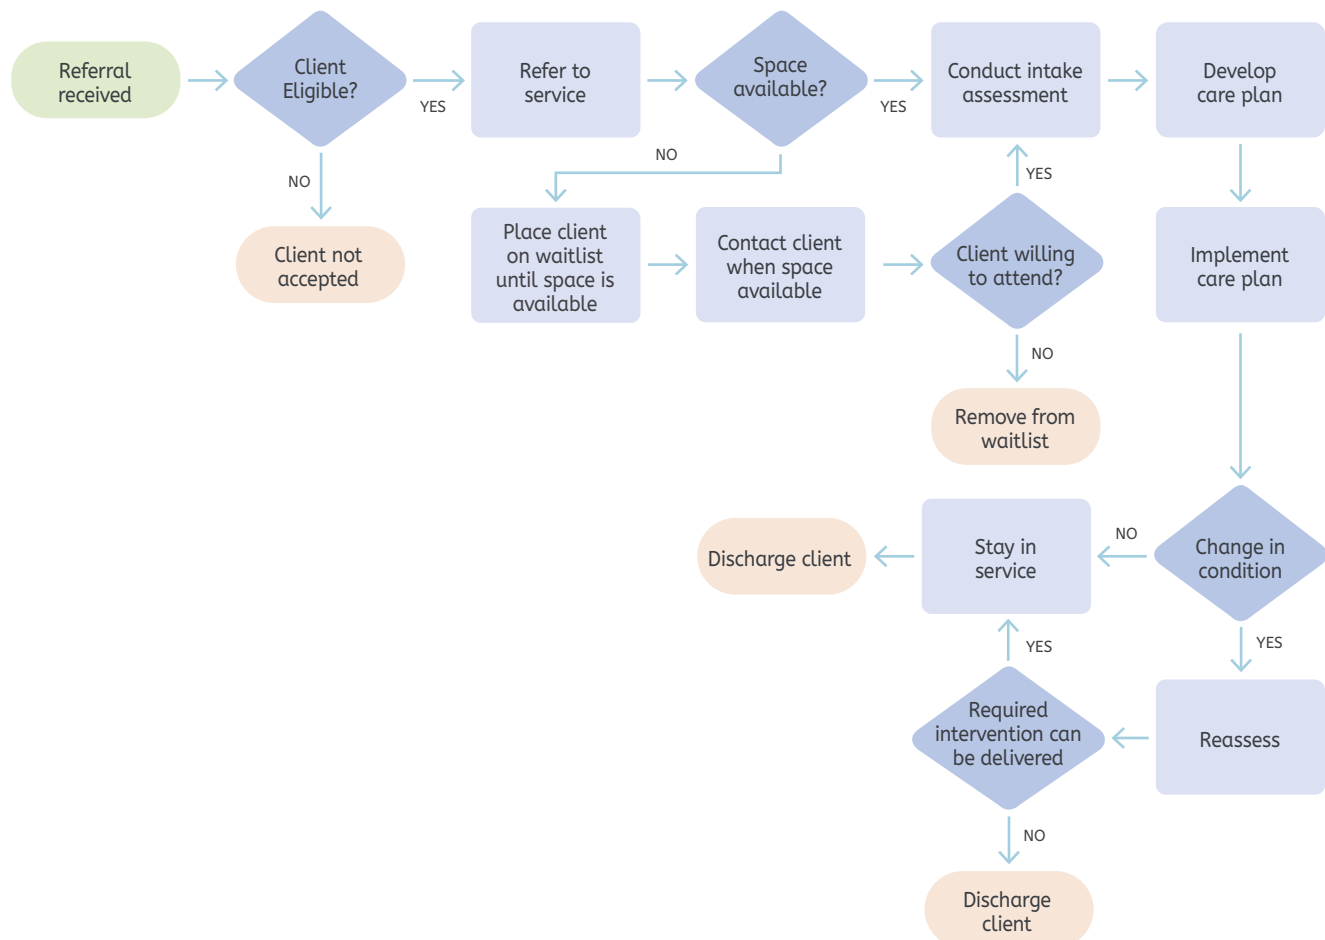 Referral
received
Client
Eligible?
YES
NO
Client not
accepted
Refer to
service
Space
available?
YES
NO
Conduct intake
assessment
Develop
care plan
Place client
on waitlist
until space is
available
Contact client
when space
available
Client willing
to attend?
YES
NO
Remove from
waitlist
Implement
care plan
Change in
condition
NO
YES
Stay in
service
Discharge client
Reassess
Required
intervention can
be delivered
YES
NO
Discharge
client